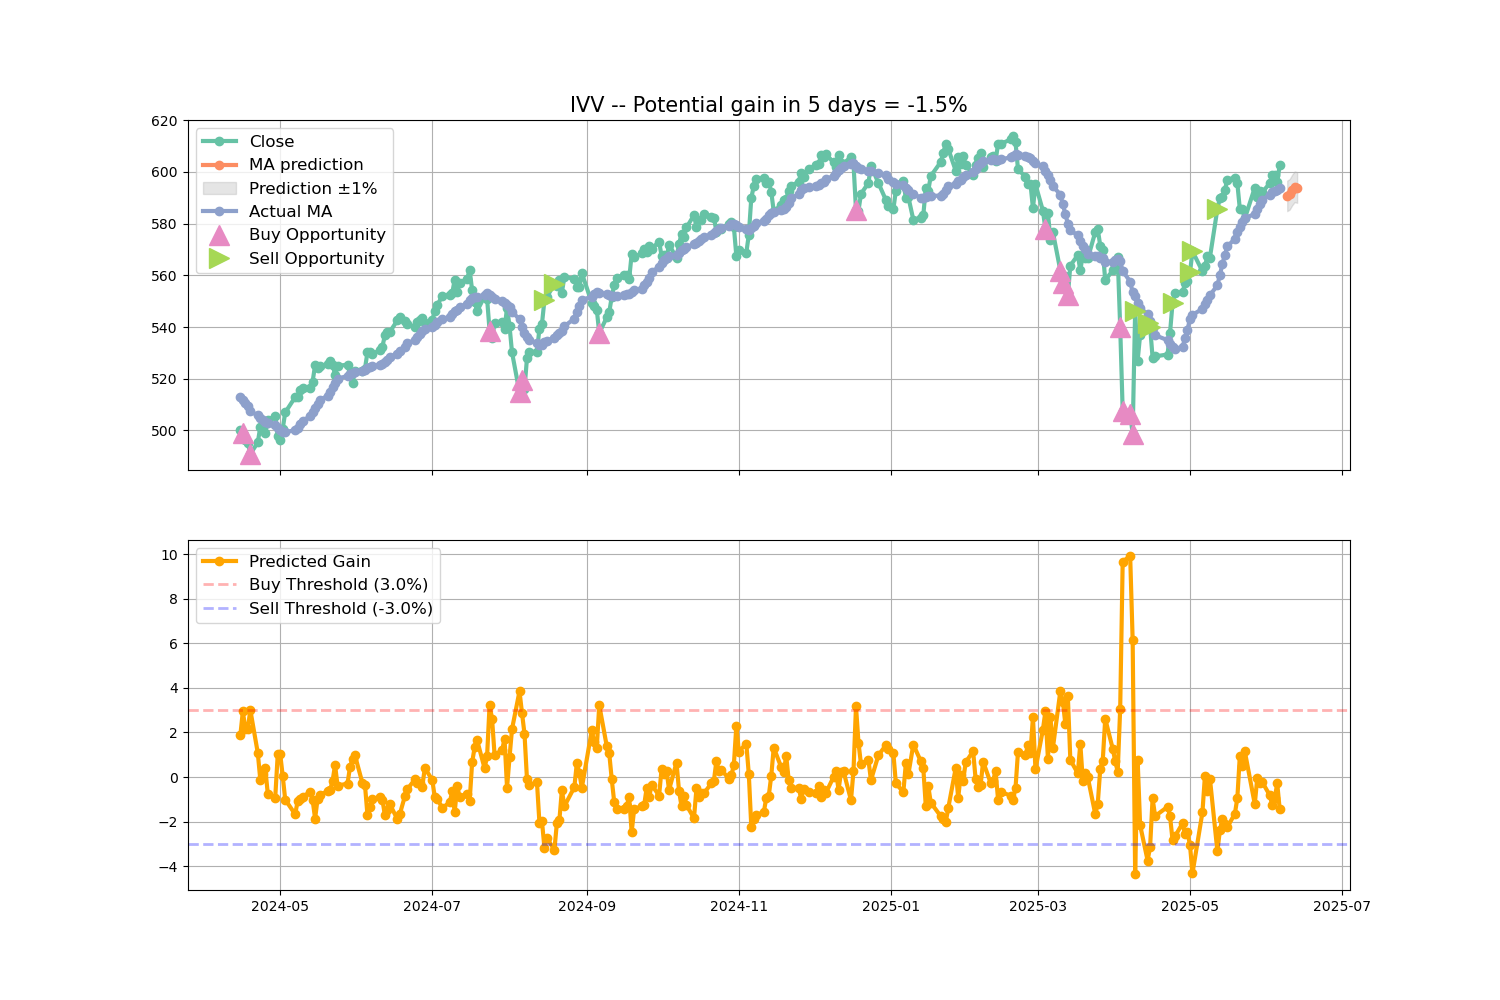 IVV -- Potential gain in 5 days = -1.5%
620
600
580
560
540
520
500
Close
MA prediction
Prediction ±1%
Actual MA
Buy Opportunity
Sell Opportunity
10
8
6
4
2
0
−2
−4
Predicted Gain
Buy Threshold (3.0%)
Sell Threshold (-3.0%)
2024-05
2024-07
2024-09
2024-11
2025-01
2025-03
2025-05
2025-07